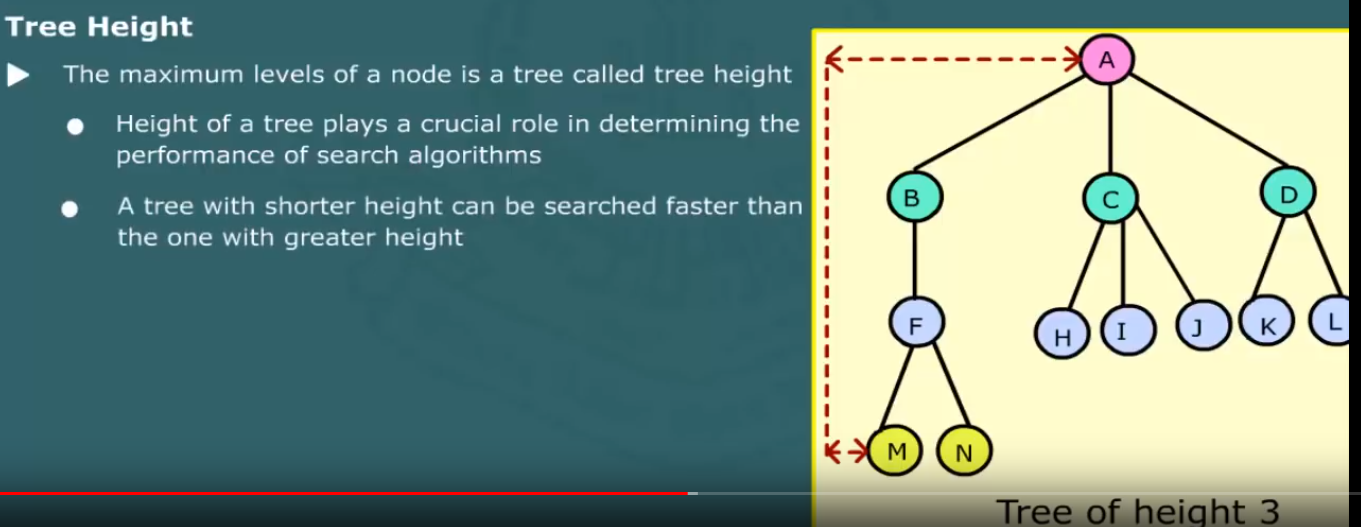 Tree Height
The maximum levels of a node is a tree called tree height
Height of a tree plays a crucial role in determining the
performance of search algorithms
A tree with shorter height can be searched faster than
the one with greater height
A
B C D
F H I J K L
M N
Tree of height 3